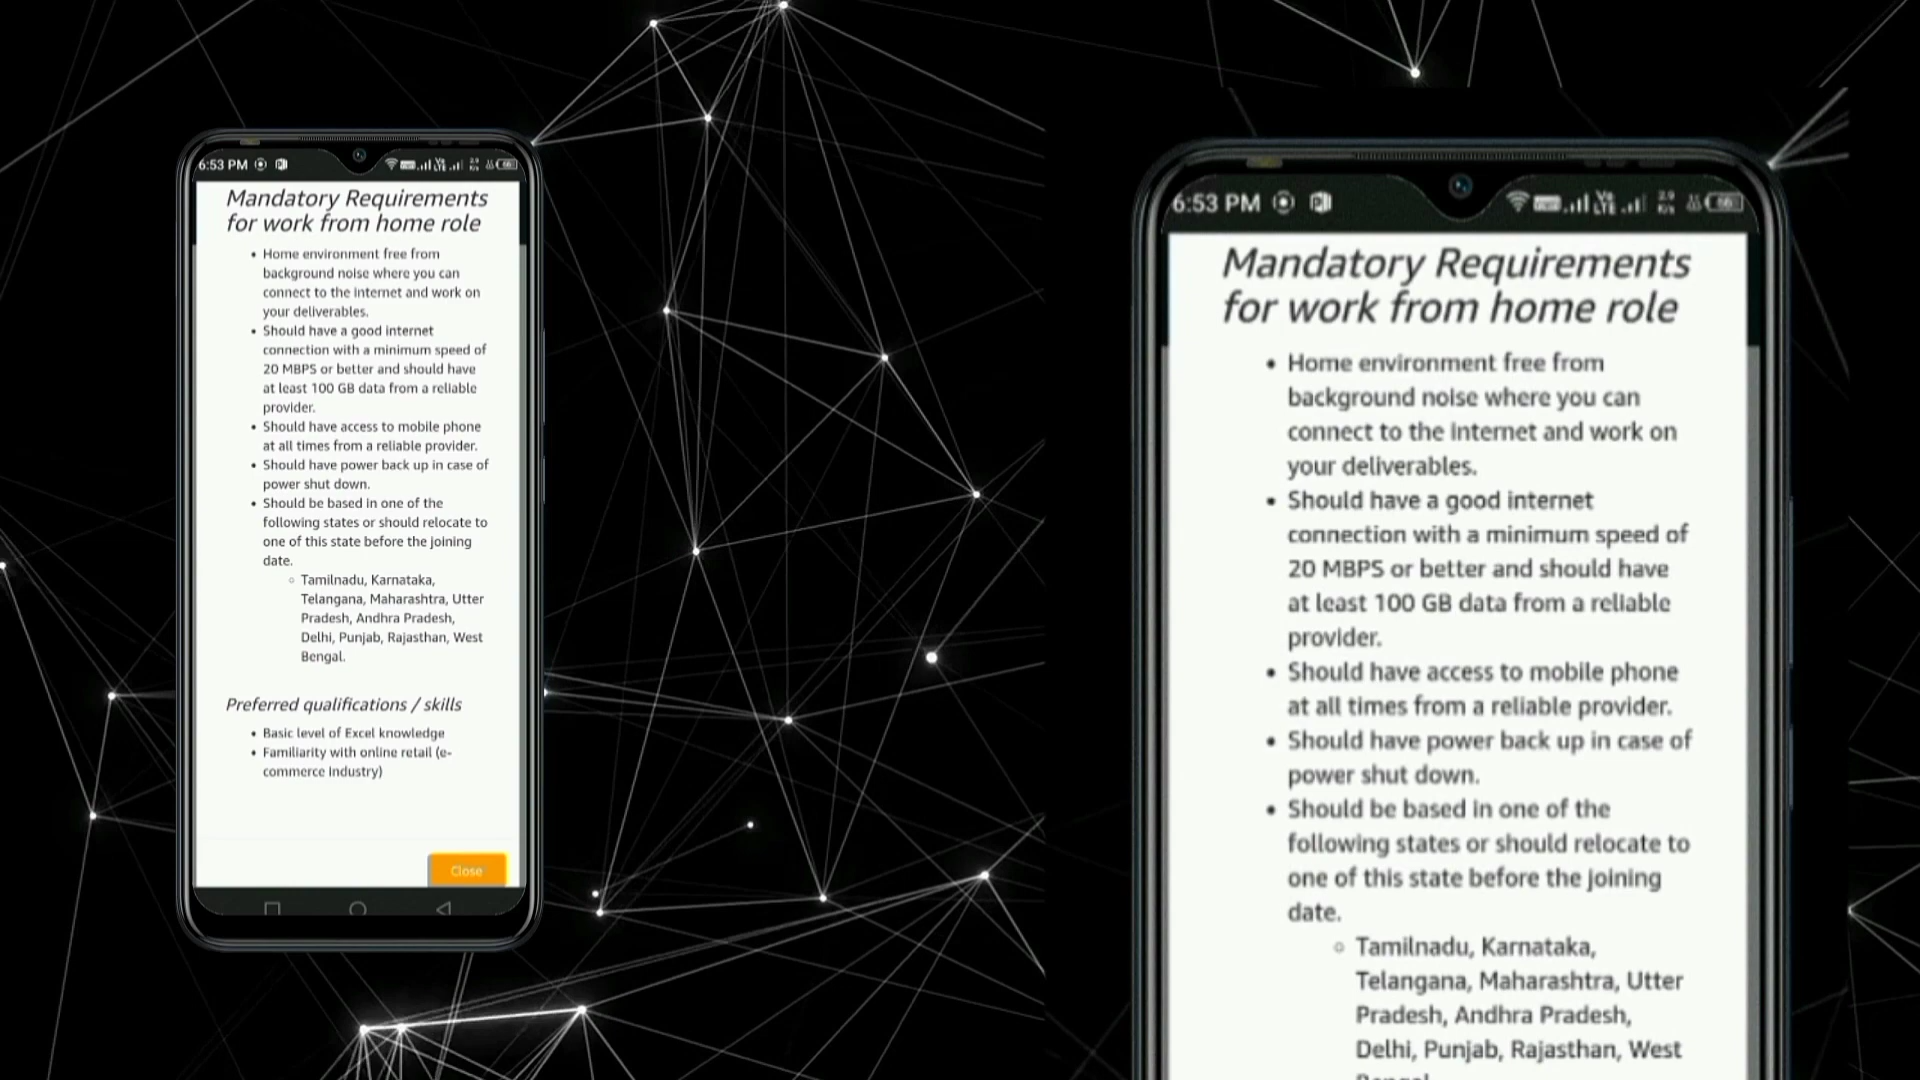 6:53 PM
Mandatory Requirements
for work from home role
• Home environment free from
background noise where you can
connect to the internet and work on
your deliverables.
• Should have a good internet
connection with a minimum speed of
20 MBPS or better and should have
at least 100 GB data from a reliable
provider.
• Should have access to mobile phone
at all times from a reliable provider.
• Should have power back up in case of
power shut down.
• Should be based in one of the
following states or should relocate to
one of this state before the joining
date.
◦ Tamilnadu, Karnataka,
Telangana, Maharashtra, Utter
Pradesh, Andhra Pradesh,
Delhi, Punjab, Rajasthan, West
Bengal.
Preferred qualifications / skills
• Basic level of Excel knowledge
• Familiarity with online retail (e-
commerce industry)
Close
6:53 PM
Mandatory Requirements
for work from home role
• Home environment free from
background noise where you can
connect to the internet and work on
your deliverables.
• Should have a good internet
connection with a minimum speed of
20 MBPS or better and should have
at least 100 GB data from a reliable
provider.
• Should have access to mobile phone
at all times from a reliable provider.
• Should have power back up in case of
power shut down.
• Should be based in one of the
following states or should relocate to
one of this state before the joining
date.
◦ Tamilnadu, Karnataka,
Telangana, Maharashtra, Utter
Pradesh, Andhra Pradesh,
Delhi, Punjab, Rajasthan, West